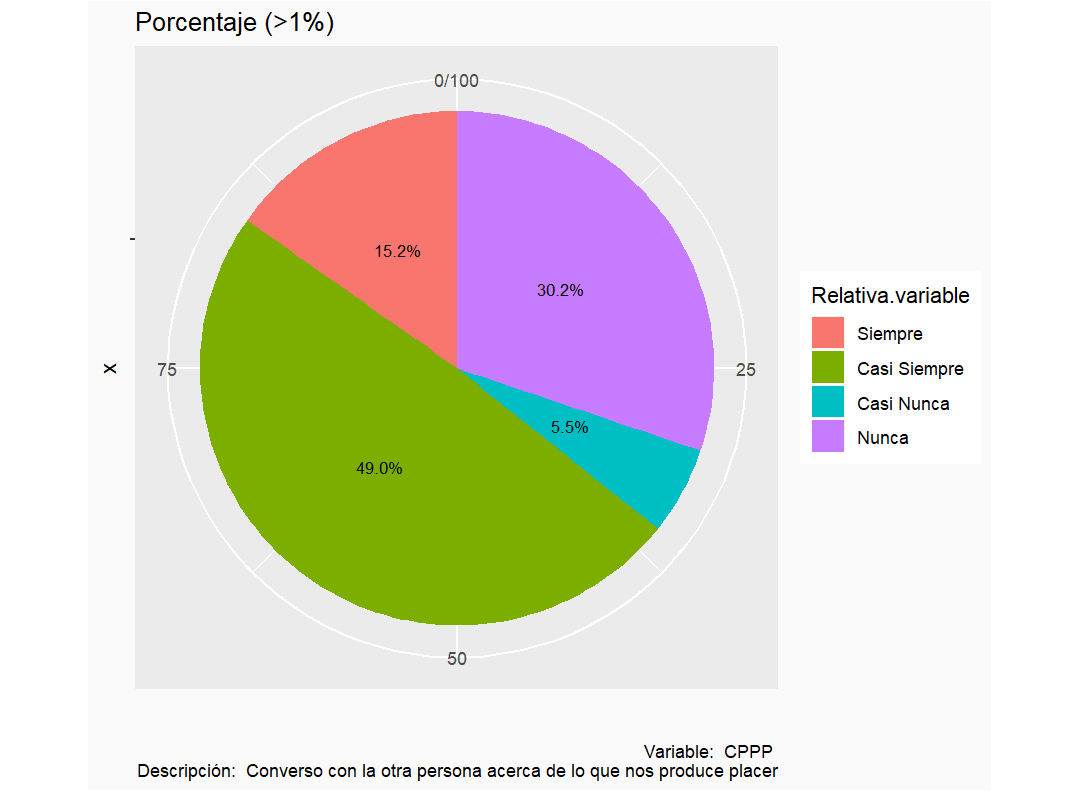 Porcentaje (>1%)
0/100
15.2%
30.2%
Relativa.variable
Siempre
Casi Siempre
Casi Nunca
Nunca
x
75
25
5.5%
49.0%
50
Variable:  CPPP
Descripción:  Converso con la otra persona acerca de lo que nos produce placer